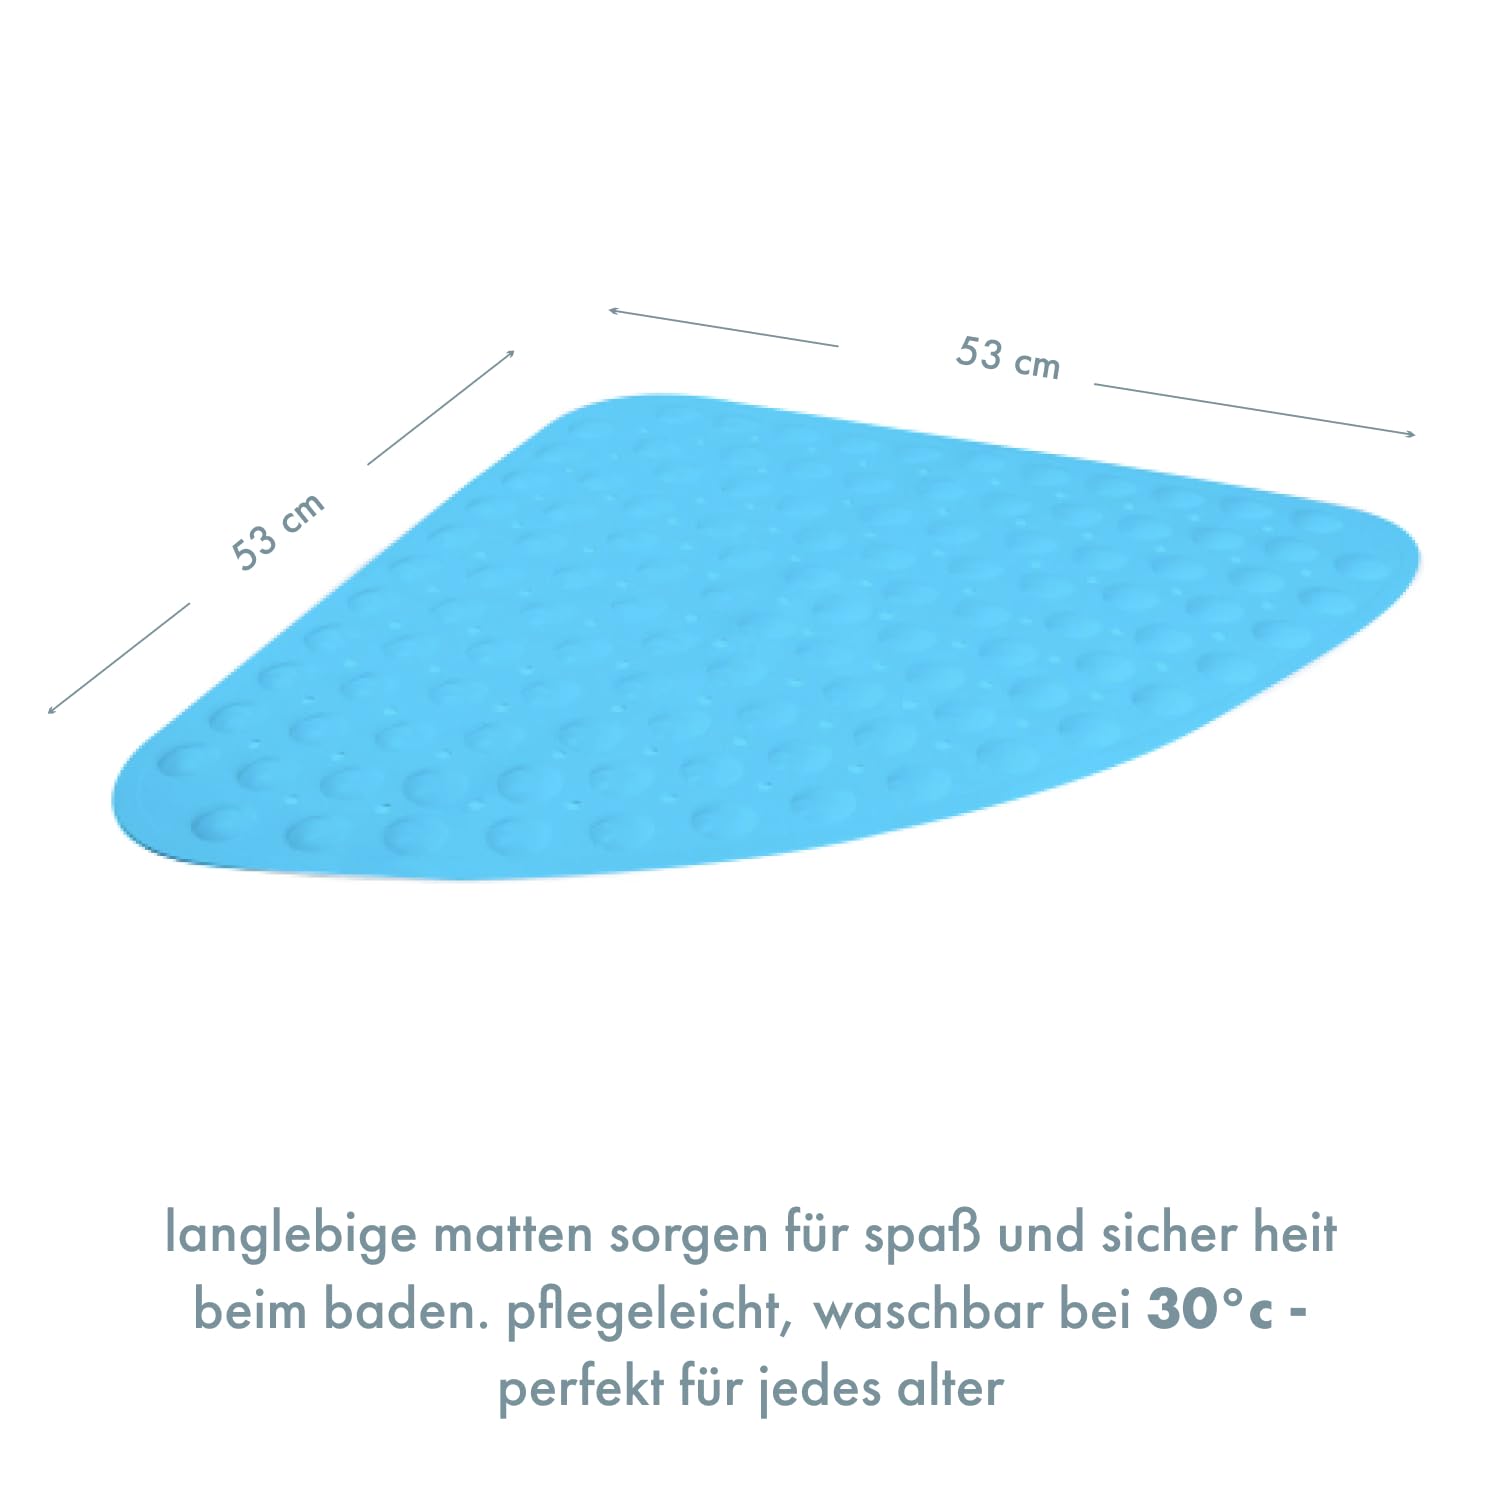 53 cm
53 cm
langlebige matten sorgen für spaß und sicher heit
beim baden. pflegeleicht, waschbar bei 30°c -
perfekt für jedes alter